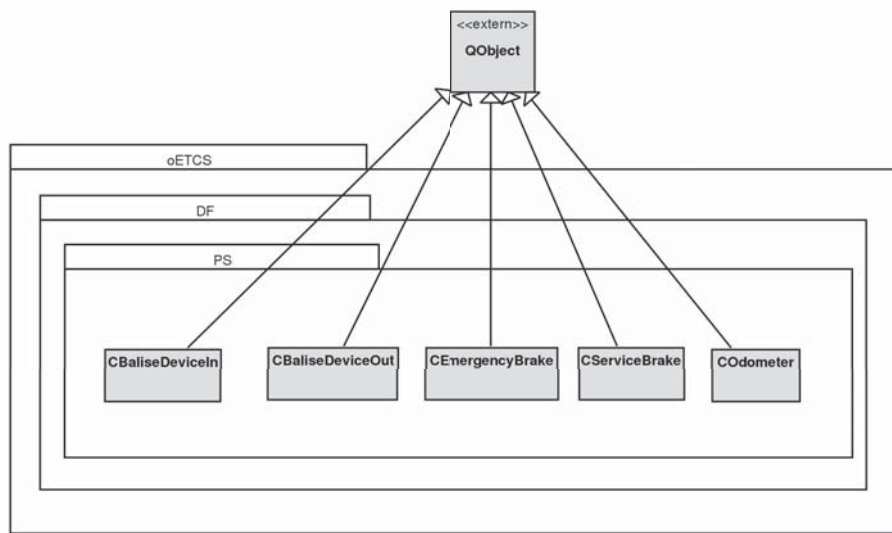 <<extern>>
QObject
oETCS
DF
PS
CBaliseDeviceIn
CBaliseDeviceOut
CEmergencyBrake
CServiceBrake
COdometer